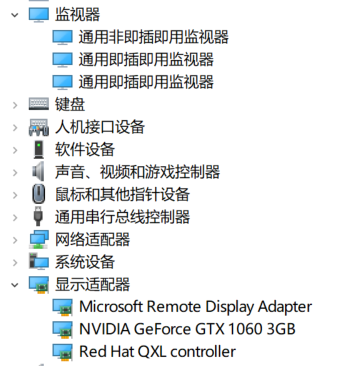 监视器
通用非即插即用监视器
通用即插即用监视器
通用即插即用监视器
键盘
人机接口设备
软件设备
声音、视频和游戏控制器
鼠标和其他指针设备
通用串行总线控制器
网络适配器
系统设备
显示适配器
Microsoft Remote Display Adapter
NVIDIA GeForce GTX 1060 3GB
Red Hat QXL controller